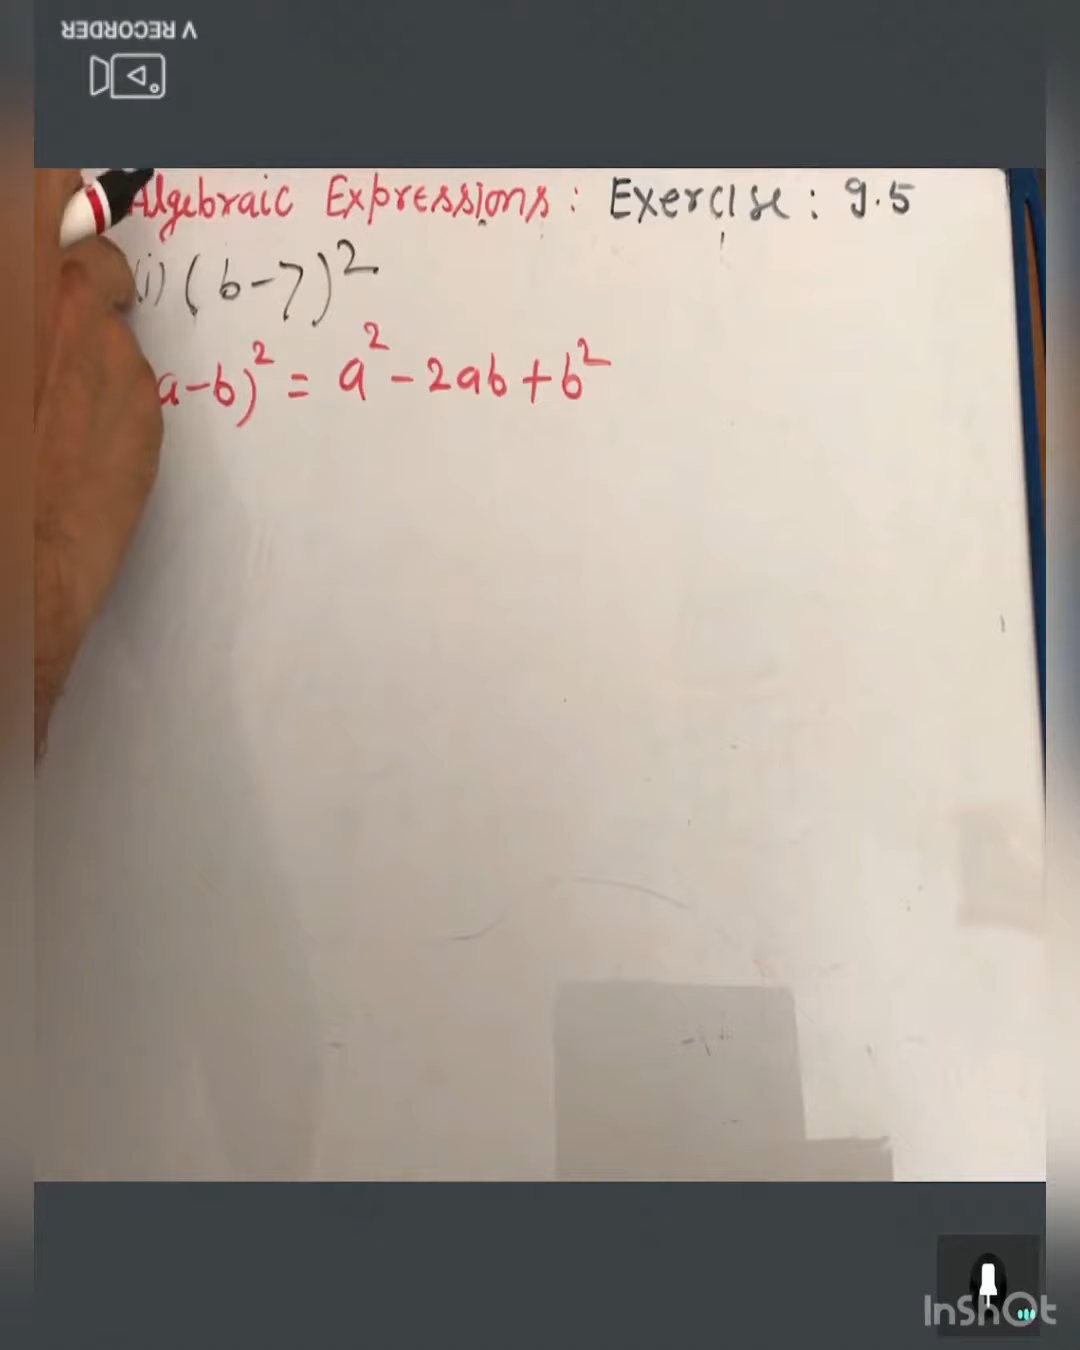 V RECORDER
Algebraic Expressions: Exercise: 9.5
(i) (b-7)²
a-b)² = a² - 2ab + b²
InShOt